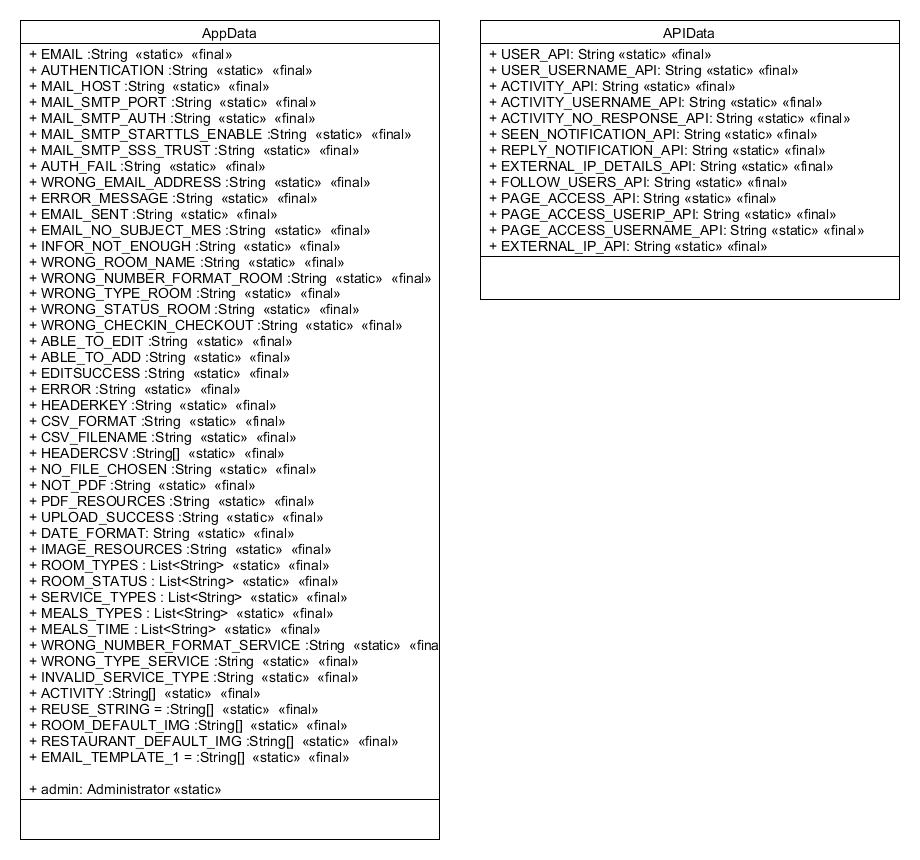 AppData
+ EMAIL :String «static» «final»
+ AUTHENTICATION :String «static» «final»
+ MAIL_HOST :String «static» «final»
+ MAIL_SMTP_PORT :String «static» «final»
+ MAIL_SMTP_AUTH :String «static» «final»
+ MAIL_SMTP_STARTTLS_ENABLE :String «static» «final»
+ MAIL_SMTP_SSS_TRUST :String «static» «final»
+ AUTH_FAIL :String «static» «final»
+ WRONG_EMAIL_ADDRESS :String «static» «final»
+ ERROR_MESSAGE :String «static» «final»
+ EMAIL_SENT :String «static» «final»
+ EMAIL_NO_SUBJECT_MES :String «static» «final»
+ INFOR_NOT_ENOUGH :String «static» «final»
+ WRONG_ROOM_NAME :String «static» «final»
+ WRONG_NUMBER_FORMAT_ROOM :String «static» «final»
+ WRONG_TYPE_ROOM :String «static» «final»
+ WRONG_STATUS_ROOM :String «static» «final»
+ WRONG_CHECKIN_CHECKOUT :String «static» «final»
+ ABLE_TO_EDIT :String «static» «final»
+ ABLE_TO_ADD :String «static» «final»
+ EDITSUCCESS :String «static» «final»
+ ERROR :String «static» «final»
+ HEADERKEY :String «static» «final»
+ CSV_FORMAT :String «static» «final»
+ CSV_FILENAME :String «static» «final»
+ HEADERCSV :String[] «static» «final»
+ NO_FILE_CHOSEN :String «static» «final»
+ NOT_PDF :String «static» «final»
+ PDF_RESOURCES :String «static» «final»
+ UPLOAD_SUCCESS :String «static» «final»
+ DATE_FORMAT: String «static» «final»
+ IMAGE_RESOURCES :String «static» «final»
+ ROOM_TYPES : List<String> «static» «final»
+ ROOM_STATUS : List<String> «static» «final»
+ SERVICE_TYPES : List<String> «static» «final»
+ MEALS_TYPES : List<String> «static» «final»
+ MEALS_TIME : List<String> «static» «final»
+ WRONG_NUMBER_FORMAT_SERVICE :String «static» «fina
+ WRONG_TYPE_SERVICE :String «static» «final»
+ INVALID_SERVICE_TYPE :String «static» «final»
+ ACTIVITY :String[] «static» «final»
+ REUSE_STRING = :String[] «static» «final»
+ ROOM_DEFAULT_IMG :String[] «static» «final»
+ RESTAURANT_DEFAULT_IMG :String[] «static» «final»
+ EMAIL_TEMPLATE_1 = :String[] «static» «final»
+ admin: Administrator «static»
APIData
+ USER_API: String «static» «final»
+ USER_USERNAME_API: String «static» «final»
+ ACTIVITY_API: String «static» «final»
+ ACTIVITY_USERNAME_API: String «static» «final»
+ ACTIVITY_NO_RESPONSE_API: String «static» «final»
+ SEEN_NOTIFICATION_API: String «static» «final»
+ REPLY_NOTIFICATION_API: String «static» «final»
+ EXTERNAL_IP_DETAILS_API: String «static» «final»
+ FOLLOW_USERS_API: String «static» «final»
+ PAGE_ACCESS_API: String «static» «final»
+ PAGE_ACCESS_USERIP_API: String «static» «final»
+ PAGE_ACCESS_USERNAME_API: String «static» «final»
+ EXTERNAL_IP_API: String «static» «final»